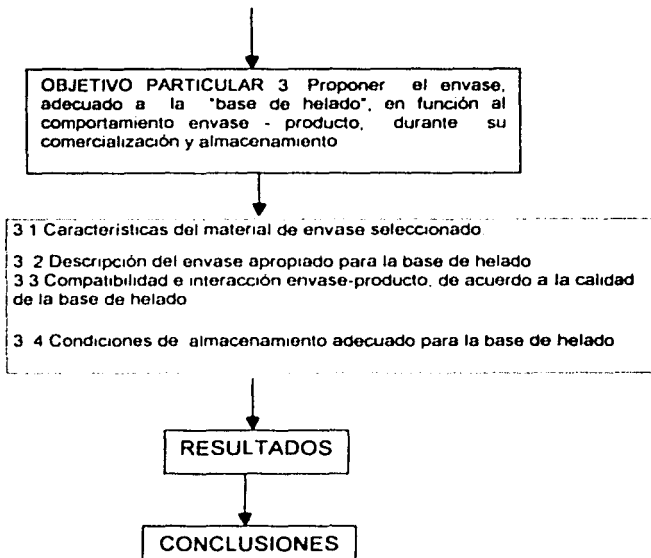 OBJETIVO PARTICULAR 3 Proponer el envase,
adecuado a la "base de helado", en función al
comportamiento envase - producto, durante su
comercialización y almacenamiento
3 1 Características del material de envase seleccionado
3 2 Descripción del envase apropiado para la base de helado
3 3 Compatibilidad e interacción envase-producto, de acuerdo a la calidad
de la base de helado
3 4 Condiciones de almacenamiento adecuado para la base de helado
RESULTADOS
CONCLUSIONES